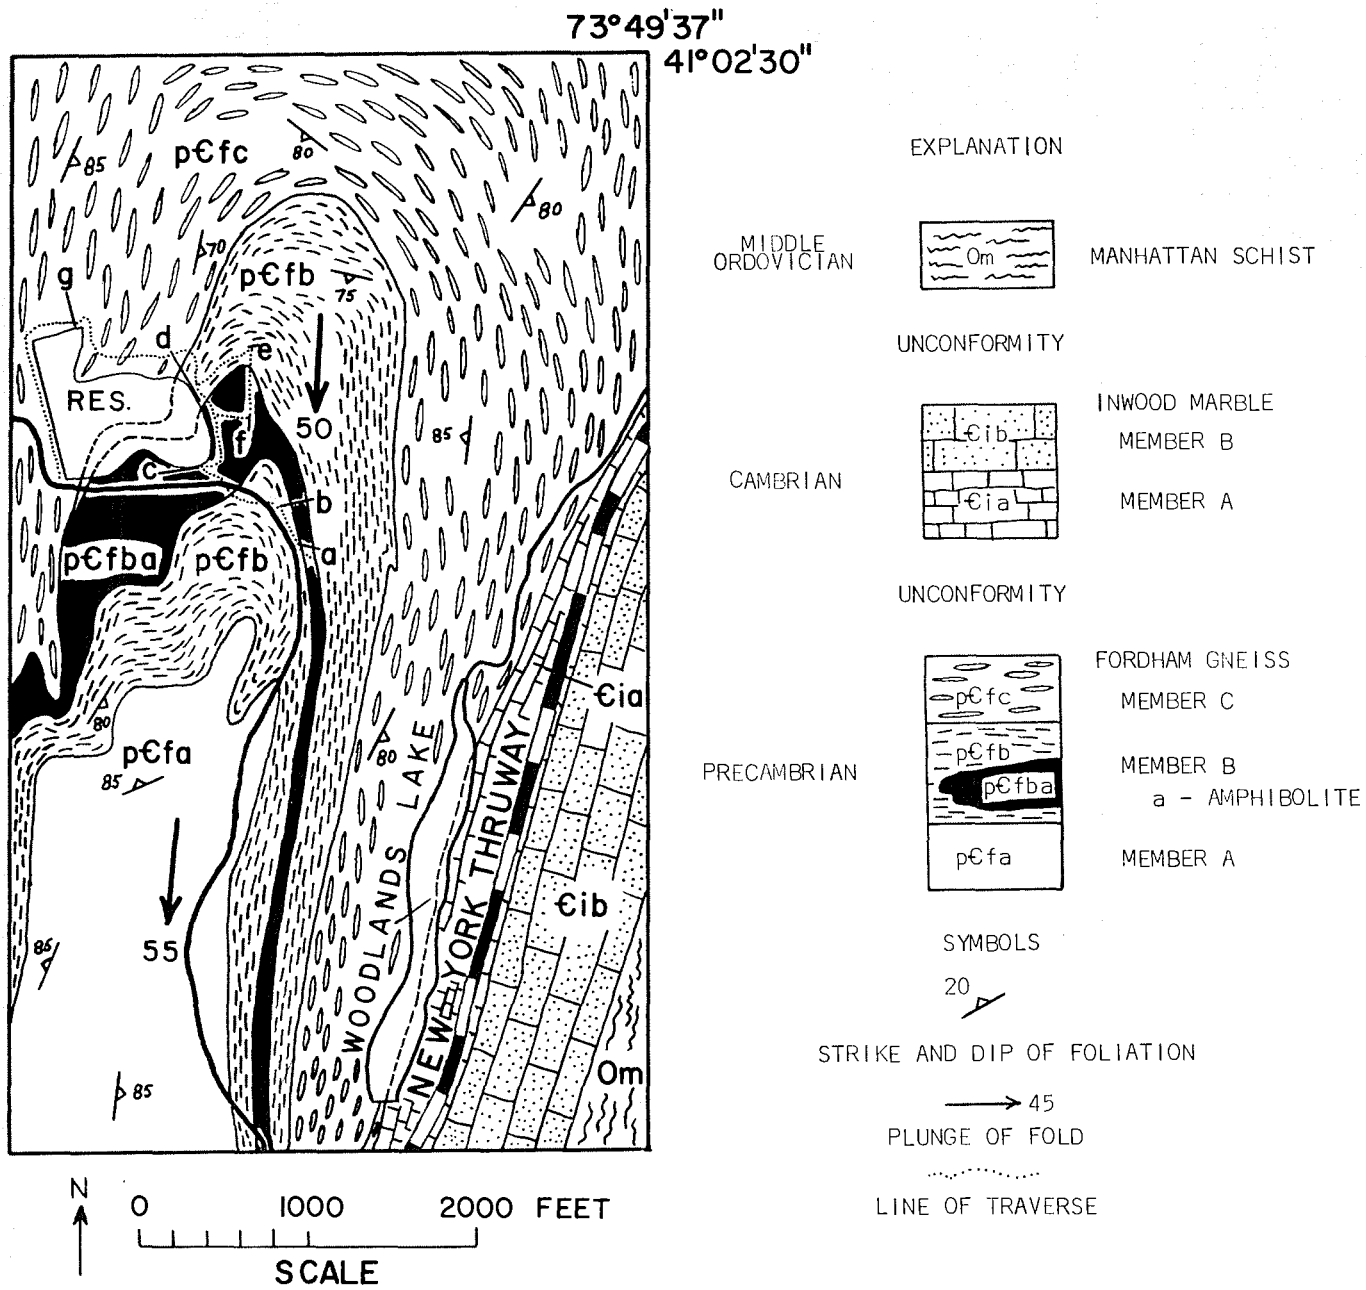 73°49'37"
41°02'30"
p€fc
85
80
80
70
p€fb
75
g
d
e
RES.
50
f
85
c
b
a
p€fba
p€fb
€ia
80
p€fa
85
80
WOODLANDS LAKE
NEW YORK THRUWAY
€ib
55
85
85
Om
N
0 1000 2000 FEET
SCALE
EXPLANATION
MIDDLE
ORDOVICIAN
Om
MANHATTAN SCHIST
UNCONFORMITY
CAMBRIAN
INWOOD MARBLE
€ib
MEMBER B
€ia
MEMBER A
UNCONFORMITY
PRECAMBRIAN
FORDHAM GNEISS
p€fc
MEMBER C
p€fb
MEMBER B
p€fba
a - AMPHIBOLITE
p€fa
MEMBER A
SYMBOLS
20
STRIKE AND DIP OF FOLIATION
45
PLUNGE OF FOLD
LINE OF TRAVERSE